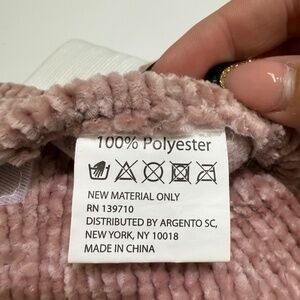 100% Polyester
NEW MATERIAL ONLY
RN 139710
DISTRIBUTED BY ARGENTO SC,
NEW YORK, NY 10018
MADE IN CHINA